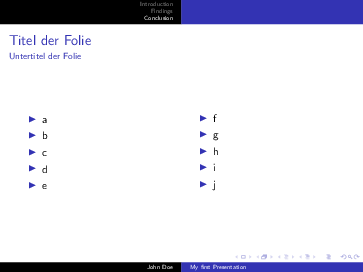 Introduction
Findings
Conclusion
Titel der Folie
Untertitel der Folie
a
b
c
d
e
f
g
h
i
j
John Doe
My first Presentation